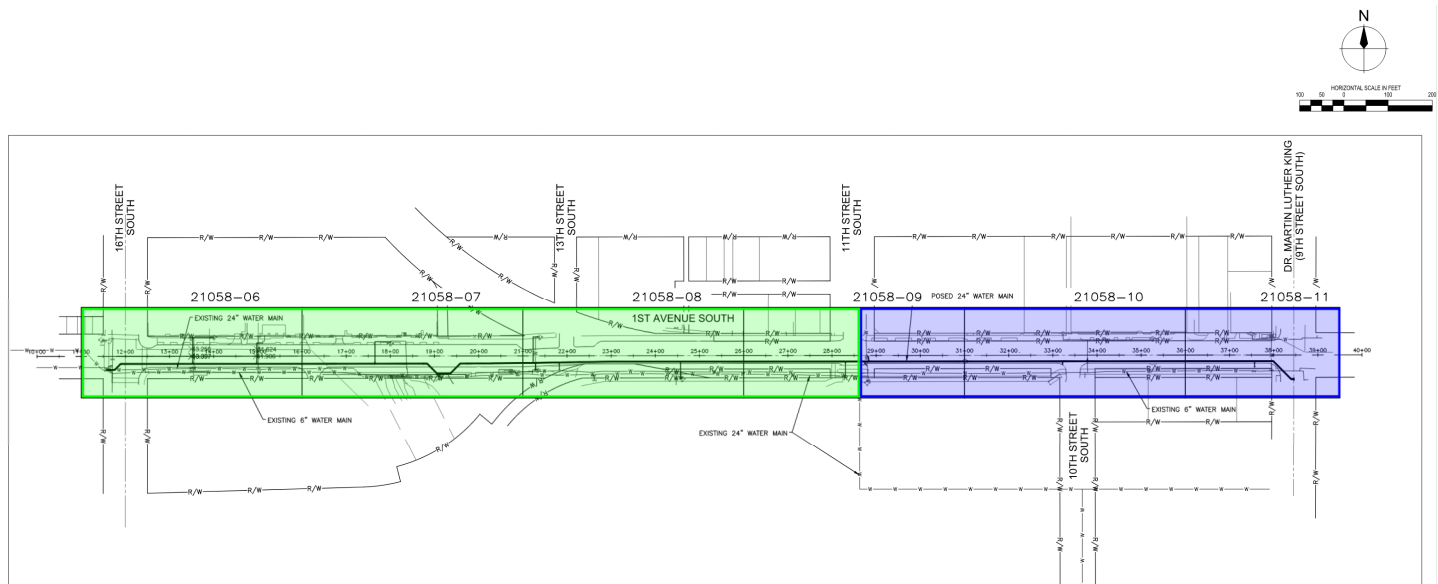 N
HORIZONTAL SCALE IN FEET
100 50 0 100 200
16TH STREET
SOUTH
13TH STREET
SOUTH
11TH STREET
SOUTH
DR. MARTIN LUTHER KING
(9TH STREET SOUTH)
R/W R/W R/W R/W R/W R/W R/W R/W R/W R/W R/W R/W R/W R/W
21058-06
21058-07
21058-08
21058-09
POSED 24" WATER MAIN
21058-10
21058-11
EXISTING 24" WATER MAIN
1ST AVENUE SOUTH
12+00 13+00 14+00 15+00 16+00 17+00 18+00 19+00 20+00 21+00 22+00 23+00 24+00 25+00 26+00 27+00 28+00 29+00 30+00 31+00 32+00 33+00 34+00 35+00 36+00 37+00 38+00 39+00 40+00
EXISTING 6" WATER MAIN
EXISTING 24" WATER MAIN
EXISTING 6" WATER MAIN
10TH STREET
SOUTH
R/W R/W R/W R/W R/W R/W